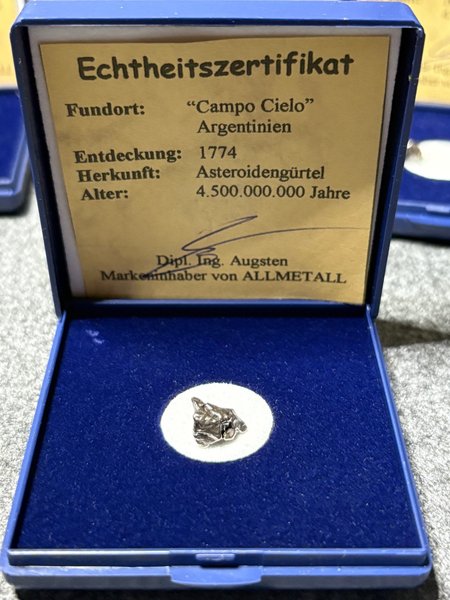 Echtheitszertifikat
Fundort: "Campo Cielo"
Argentinien
Entdeckung: 1774
Herkunft: Asteroidengürtel
Alter: 4.500.000.000 Jahre
Dipl. Ing. Augsten
Markeninhaber von ALLMETALL